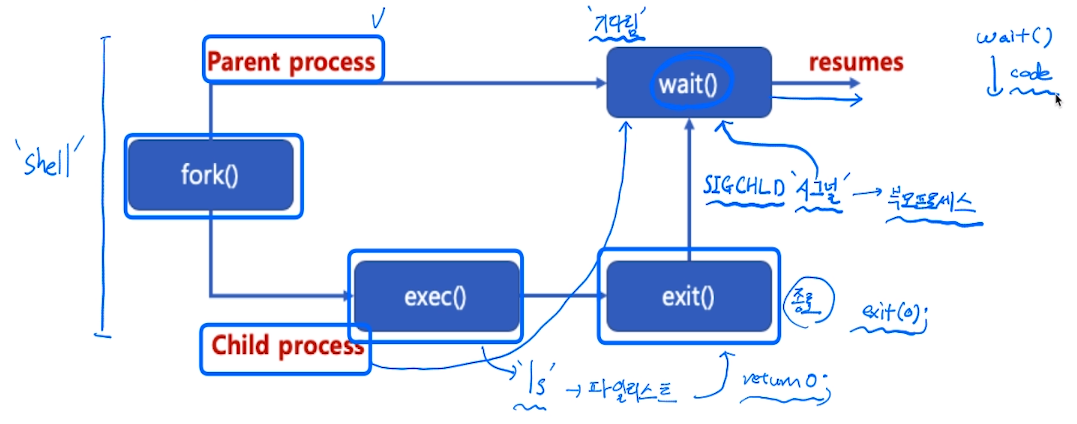 '기다림'
wait()
Parent process
wait()
resumes
code
'shell'
fork()
SIGCHLD '시그널' → 부모프로세스
exec()
exit()
종료
exit(0);
Child process
'ls' → 파일리스트
return 0;